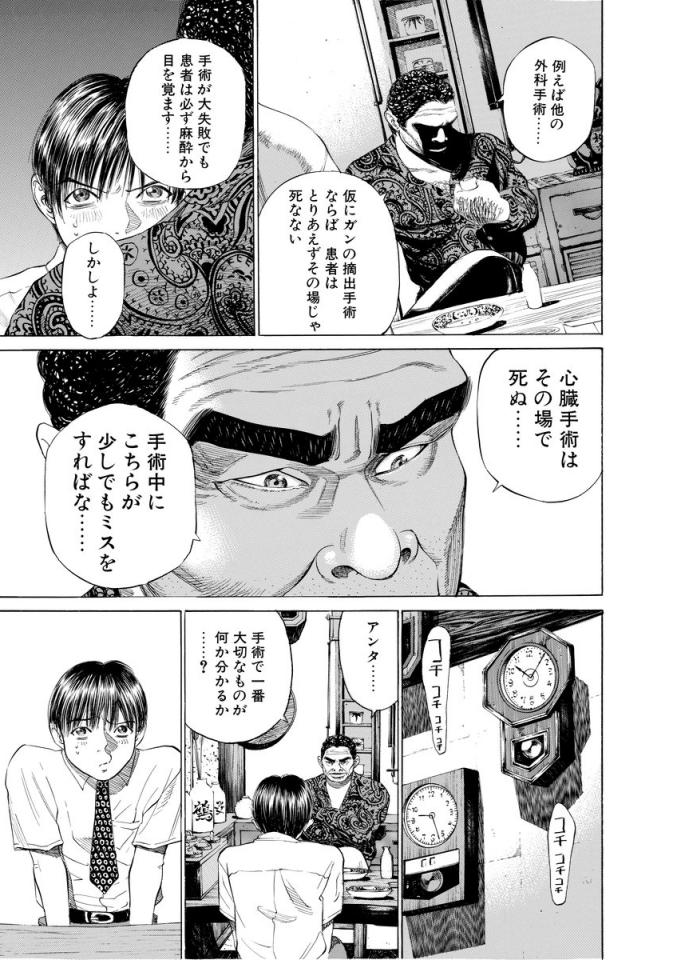 例えば他の
外科手術……
仮にガンの摘出手術
ならば　患者は
とりあえずその場じゃ
死なない
手術が大失敗でも
患者は必ず麻酔から
目を覚ます……
しかしよ……
心臓手術は
その場で
死ぬ……
手術中に
こちらが
少しでもミスを
すればな……
コチ コチ コチコチ
コチ コチコチ
アンタ……
手術で一番
大切なものが
何か分かるか
……？
鶴